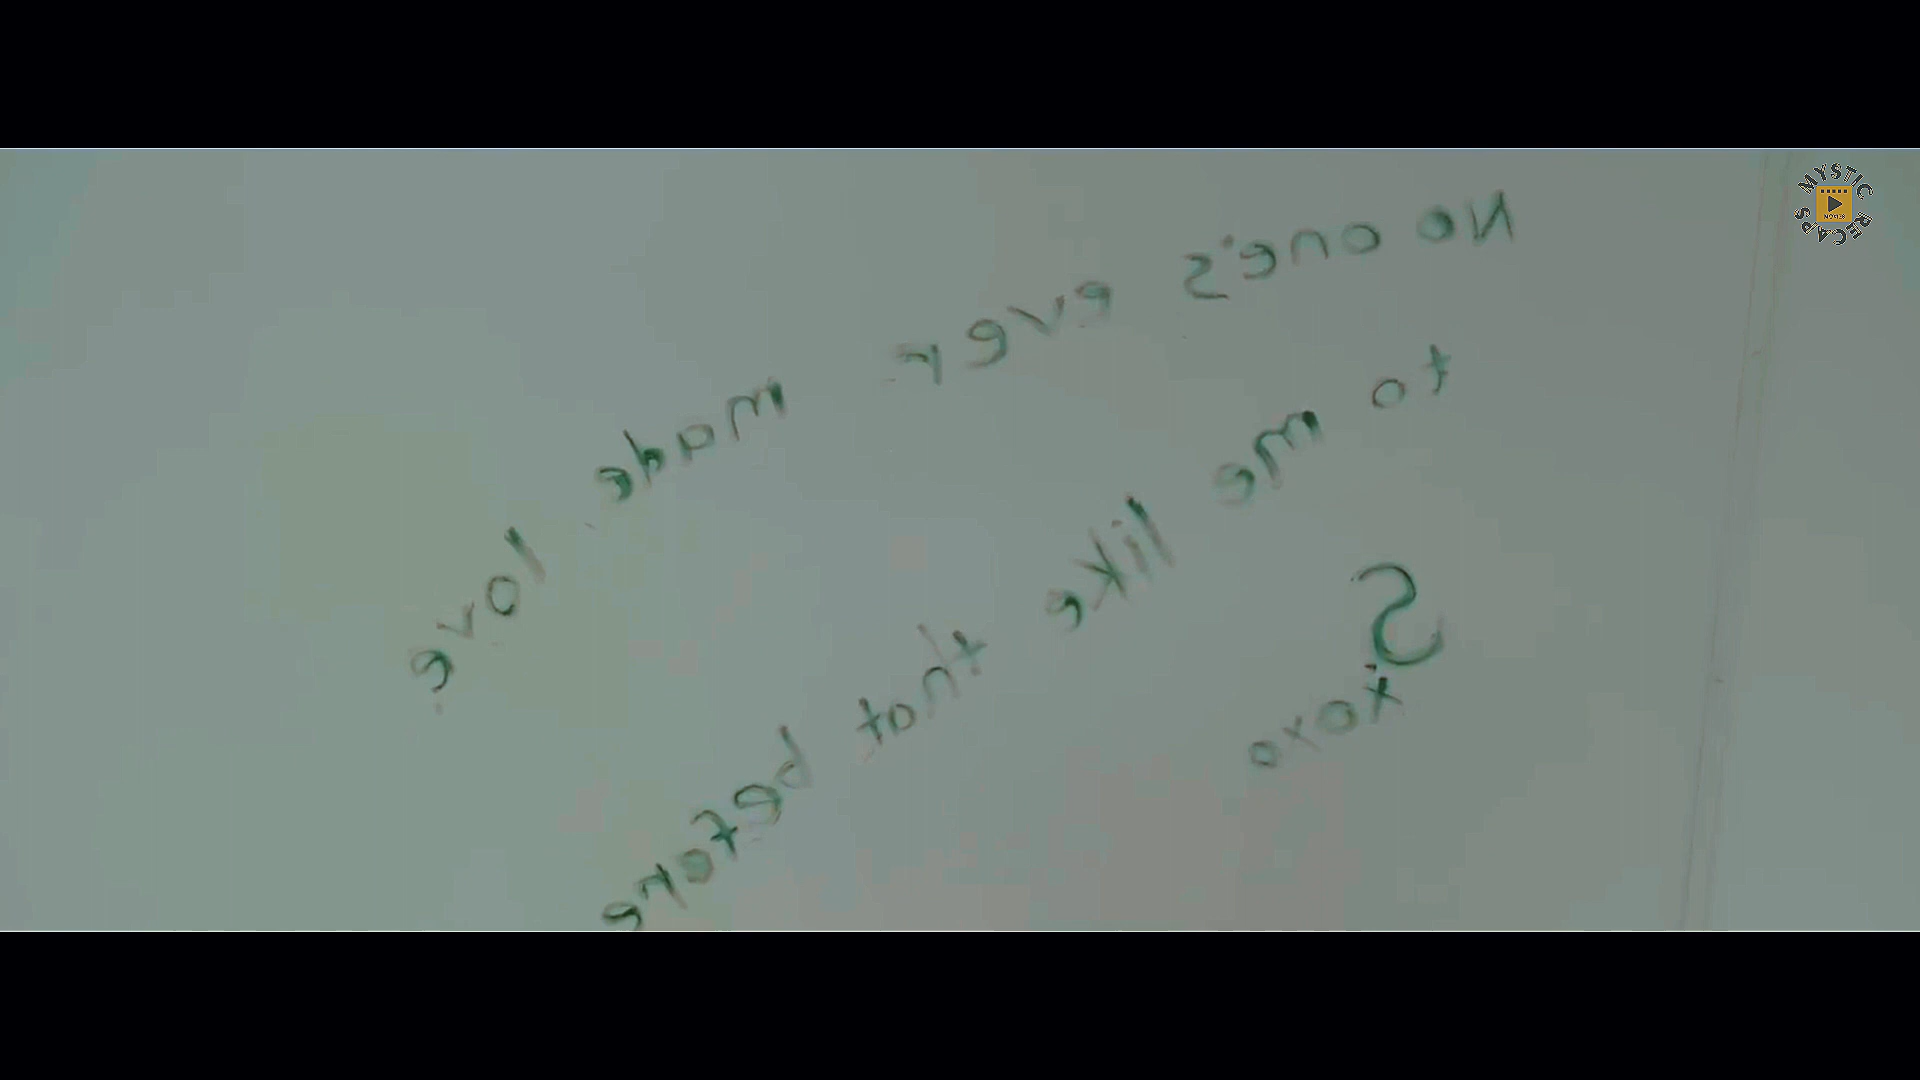 No one's ever made love
to me like that before
S
xoxo
MYSTIC RECAPS